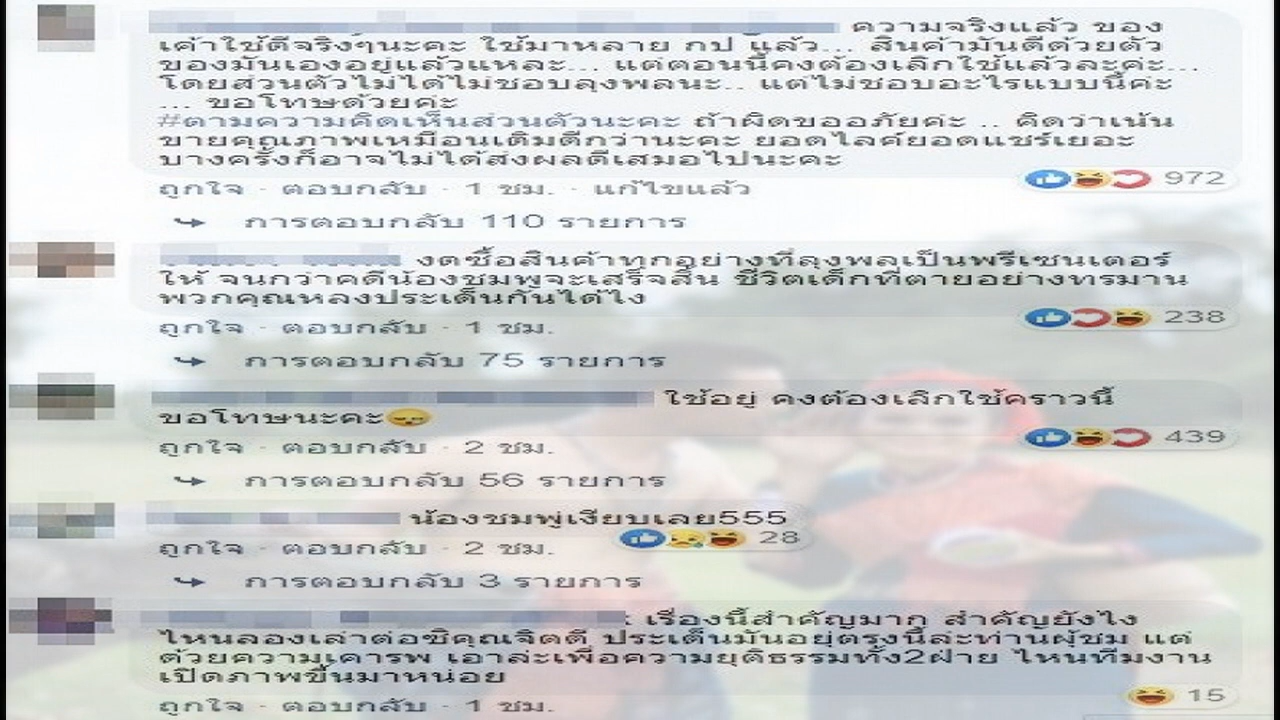 ความจริงแล้ว ของ
เค้าใช้ดีจริงๆนะคะ ใช้มาหลาย กป แล้ว... สินค้ามันดีด้วยตัว
ของมันเองอยู่แล้วแหละ... แต่ตอนนี้คงต้องเลิกใช้แล้วละค่ะ...
โดยส่วนตัวไม่ได้ไม่ชอบลุงพลนะ.. แต่ไม่ชอบอะไรแบบนี้ค่ะ
... ขอโทษด้วยค่ะ
#ตามความคิดเห็นส่วนตัวนะคะ ถ้าผิดขออภัยค่ะ .. คิดว่าเน้น
ขายคุณภาพเหมือนเดิมดีกว่านะคะ ยอดไลค์ยอดแชร์เยอะ
บางครั้งก็อาจไม่ได้ส่งผลดีเสมอไปนะคะ
972
ถูกใจ · ตอบกลับ · 1 ชม. · แก้ไขแล้ว
การตอบกลับ 110 รายการ
งดซื้อสินค้าทุกอย่างที่ลุงพลเป็นพรีเซนเตอร์
ให้ จนกว่าคดีน้องชมพูจะเสร็จสิ้น ชีวิตเด็กที่ตายอย่างทรมาน
พวกคุณหลงประเด็นกันได้ไง
238
ถูกใจ · ตอบกลับ · 1 ชม.
การตอบกลับ 75 รายการ
ใช้อยู่ คงต้องเลิกใช้คราวนี้
ขอโทษนะคะ😔
439
ถูกใจ · ตอบกลับ · 2 ชม.
การตอบกลับ 56 รายการ
น้องชมพู่เงียบเลย555
28
ถูกใจ · ตอบกลับ · 2 ชม.
การตอบกลับ 3 รายการ
เรื่องนี้สำคัญมาก สำคัญยังไง
ไหนลองเล่าต่อซิคุณจิตดี ประเด็นมันอยู่ตรงนี้ล่ะท่านผู้ชม แต่
ด้วยความเคารพ เอาล่ะเพื่อความยุติธรรมทั้ง2ฝ่าย ไหนทีมงาน
เปิดภาพขึ้นมาหน่อย
15
ถูกใจ · ตอบกลับ · 1 ชม.